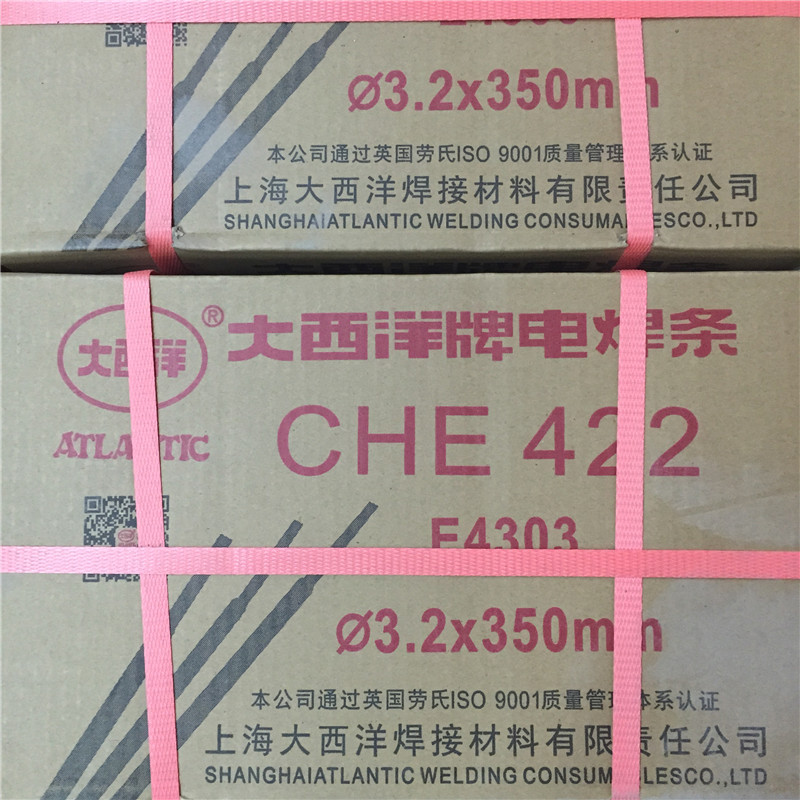 E4303
ø3.2x350mm
本公司通过英国劳氏ISO 9001质量管理体系认证
上海大西洋焊接材料有限责任公司
SHANGHAIATLANTIC WELDING CONSUMABLESCO.,LTD
大西洋
®
ATLANTIC
大西洋牌电焊条
CHE 422
E4303
ø3.2x350mm
本公司通过英国劳氏ISO 9001质量管理体系认证
上海大西洋焊接材料有限责任公司
SHANGHAIATLANTIC WELDING CONSUMABLESCO.,LTD